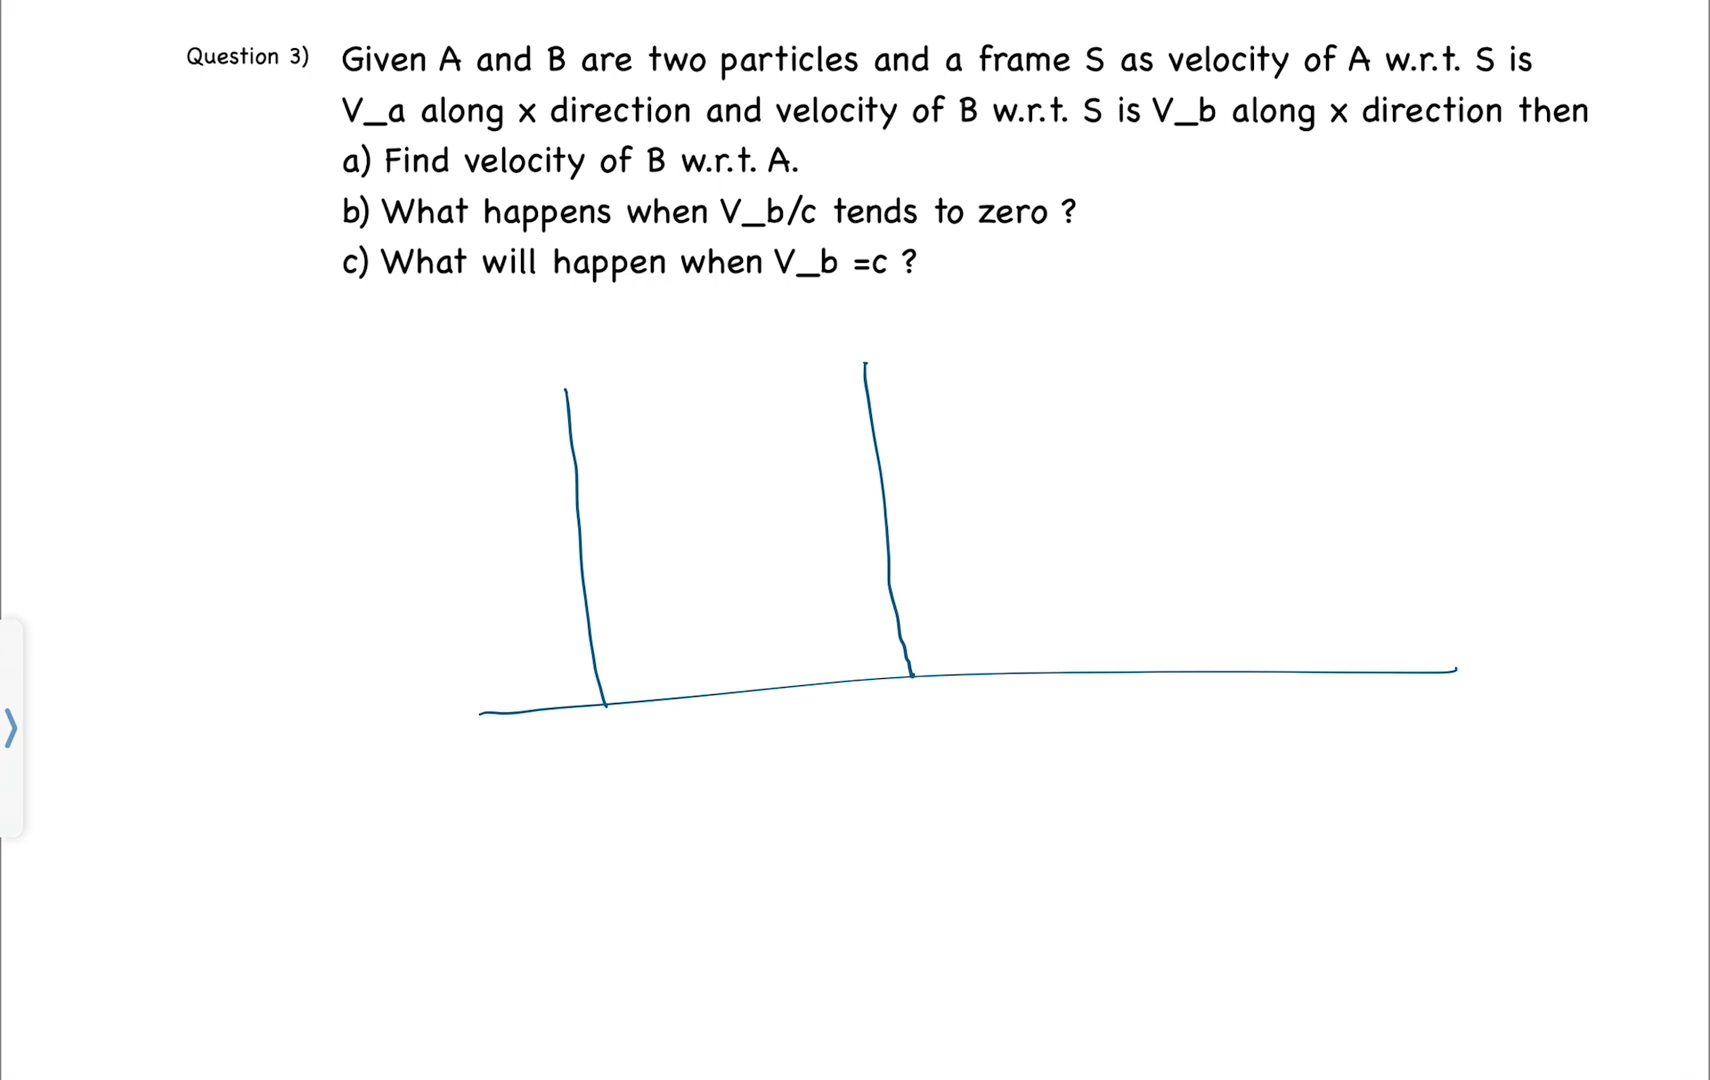 Question 3) Given A and B are two particles and a frame S as velocity of A w.r.t. S is
V_a along x direction and velocity of B w.r.t. S is V_b along x direction then
a) Find velocity of B w.r.t. A.
b) What happens when V_b/c tends to zero ?
c) What will happen when V_b =c ?